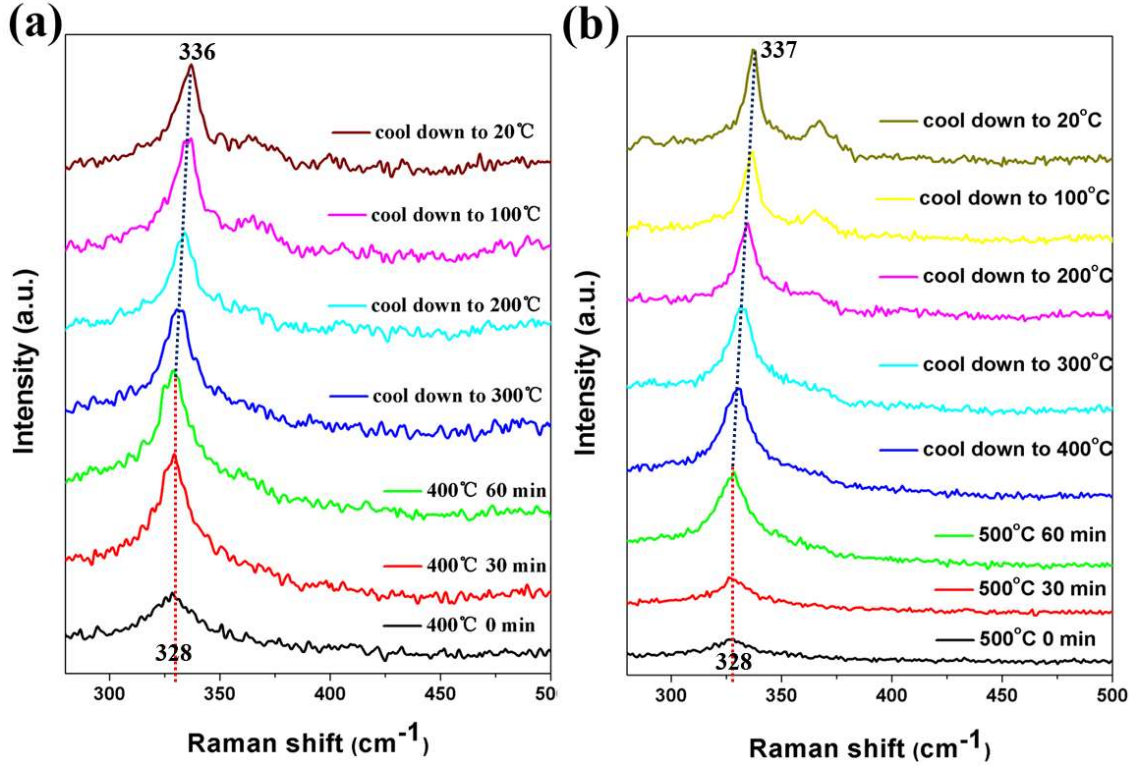 (a)
336
cool down to 20℃
cool down to 100℃
cool down to 200℃
cool down to 300℃
400℃ 60 min
400℃ 30 min
400℃ 0 min
328
300
350
400
450
50
Intensity (a.u.)
Raman shift (cm-1)
(b)
337
cool down to 20°C
cool down to 100°C
cool down to 200°C
cool down to 300°C
cool down to 400°C
500°C 60 min
500°C 30 min
500°C 0 min
328
300
350
400
450
500
Intensity (a.u.)
Raman shift (cm-1)